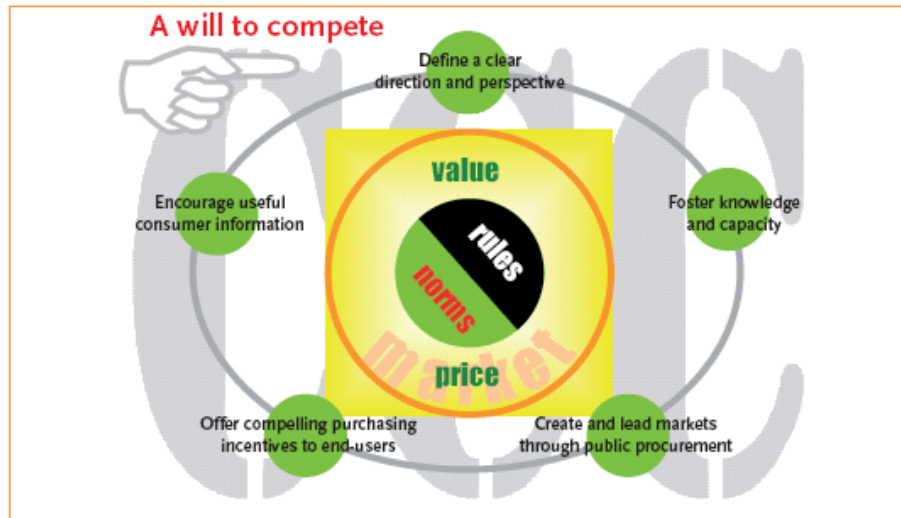 A will to compete
Define a clear
direction and perspective
value
Encourage useful
consumer information
Foster knowledge
and capacity
rules
norms
market
price
Offer compelling purchasing
incentives to end-users
Create and lead markets
through public procurement
CCC